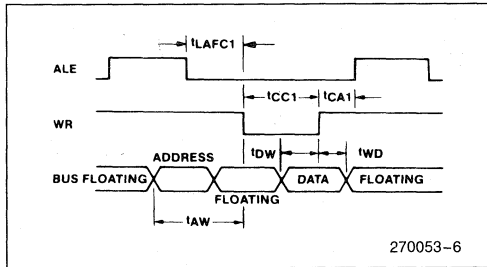 tLAFC1
ALE
tCC1 tCA1
WR
tDW tWD
ADDRESS
BUS FLOATING DATA FLOATING
FLOATING
tAW
270053-6